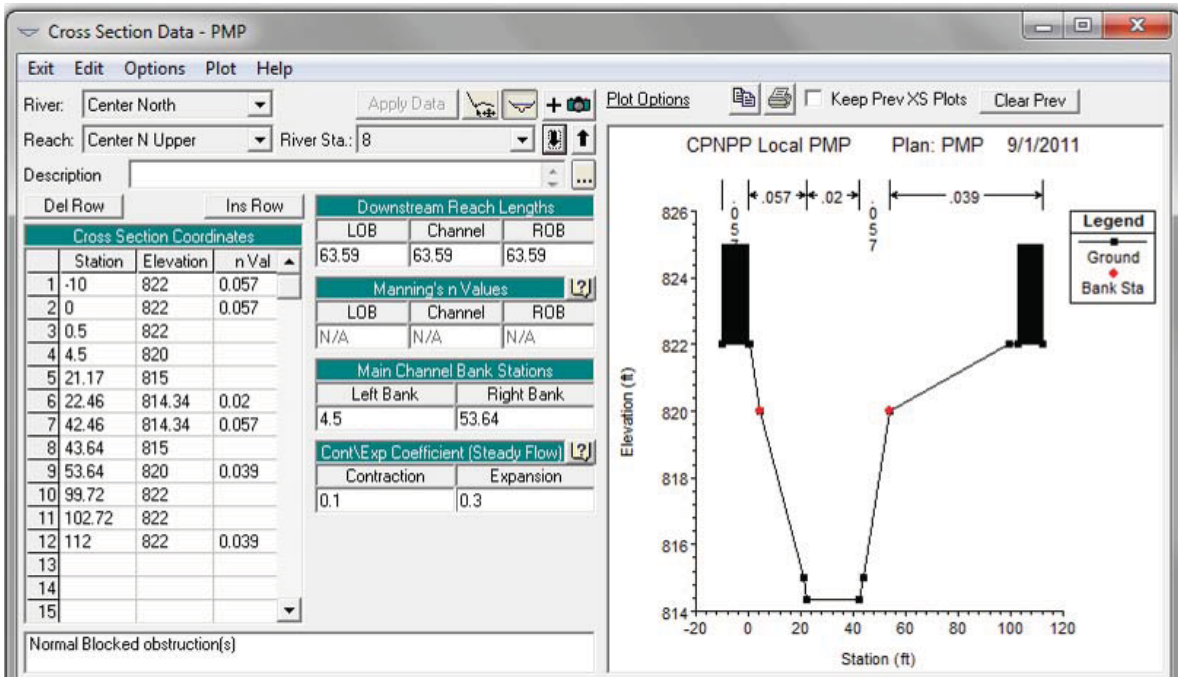 Cross Section Data - PMP
Exit Edit Options Plot Help
River: Center North
Apply Data
Reach: Center N Upper
River Sta.: 8
Description
...
Del Row Ins Row
Cross Section Coordinates
Station Elevation n Val
1 -10 822 0.057
2 0 822 0.057
3 0.5 822
4 4.5 820
5 21.17 815
6 22.46 814.34 0.02
7 42.46 814.34 0.057
8 43.64 815
9 53.64 820 0.039
10 99.72 822
11 102.72 822
12 112 822 0.039
13
14
15
Downstream Reach Lengths
LOB Channel ROB
63.59 63.59 63.59
Manning's n Values
LOB Channel ROB
N/A N/A N/A
Main Channel Bank Stations
Left Bank Right Bank
4.5 53.64
Cont\Exp Coefficient (Steady Flow)
Contraction Expansion
0.1 0.3
Normal Blocked obstruction(s)
Plot Options
Keep Prev XS Plots
Clear Prev
CPNPP Local PMP Plan: PMP 9/1/2011
.057 .057 .02 .057 .039
Legend
Ground
Bank Sta
Elevation (ft)
826
824
822
820
818
816
814
-20 0 20 40 60 80 100 120
Station (ft)